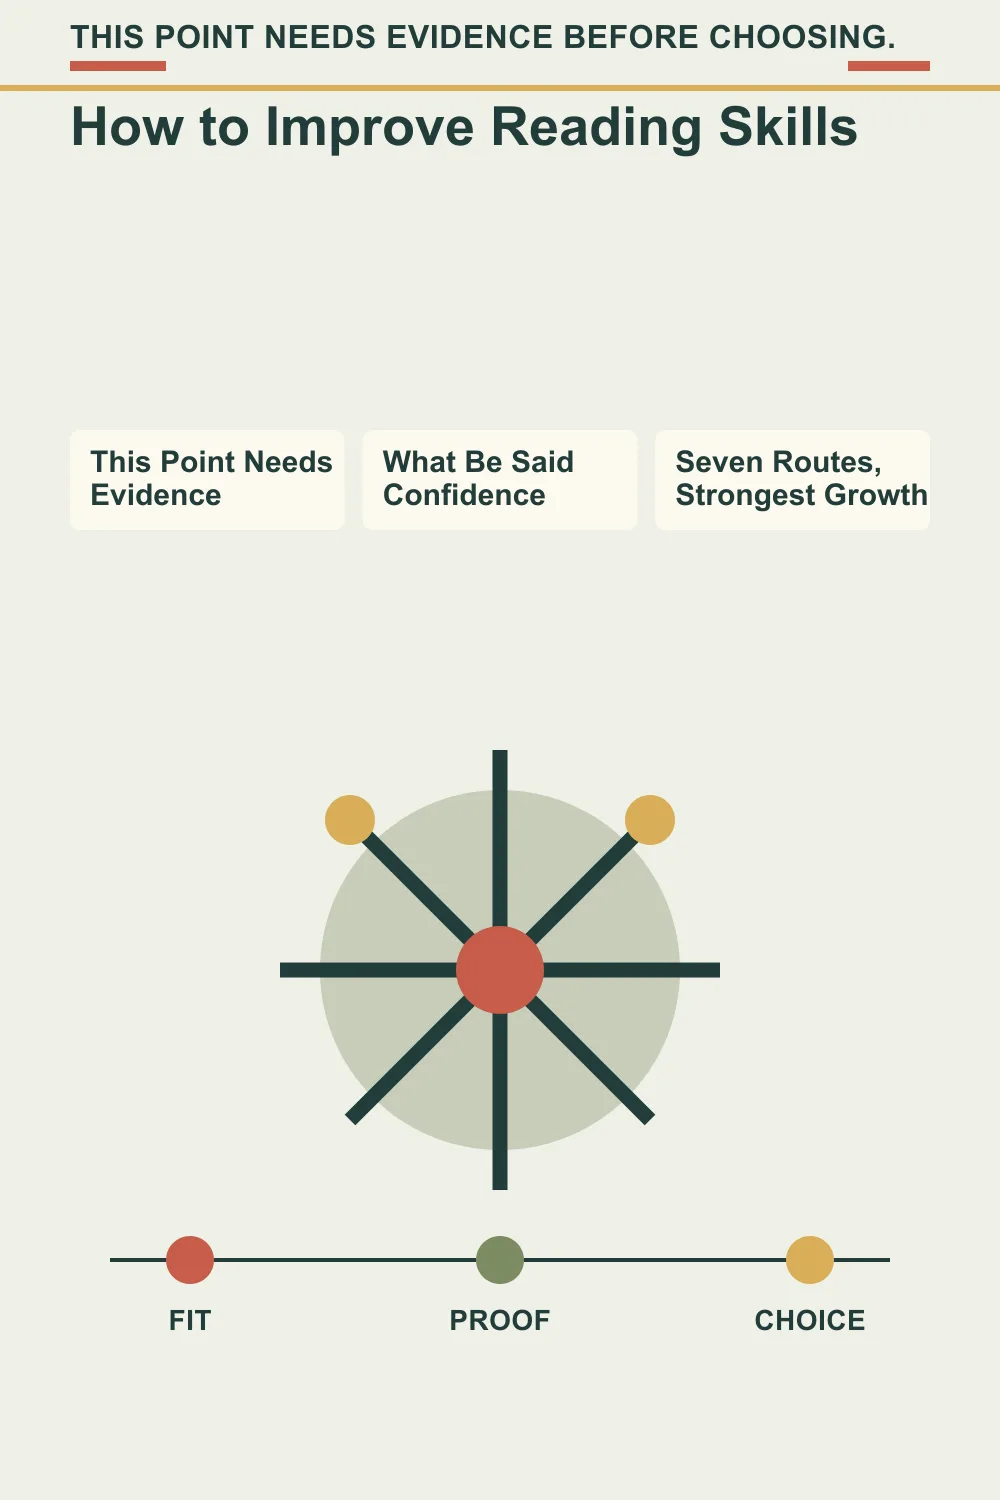 THIS POINT NEEDS EVIDENCE BEFORE CHOOSING.
How to Improve Reading Skills
This Point Needs
Evidence
What Be Said
Confidence
Seven Routes,
Strongest Growth
FIT
PROOF
CHOICE